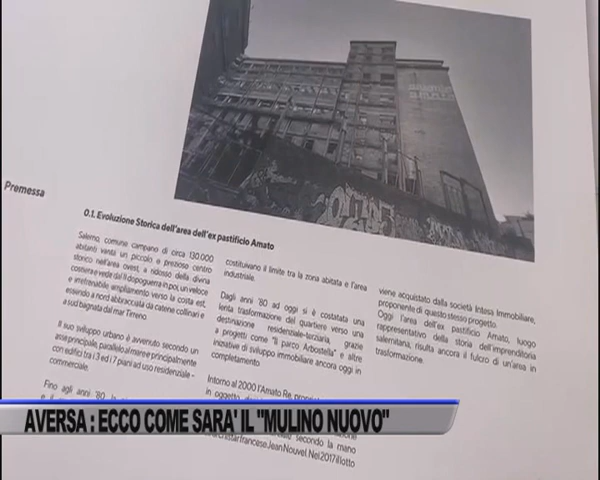 Premessa
0.1. Evoluzione Storica dell'area dell'ex pastificio Amato
Salerno, comune campano di circa 130.000
abitanti vanta un piccolo e prezioso centro
storico nell'area ovest, a ridosso della divina
costiera e vede dal II dopoguerra in poi, un veloce
e irrefrenabile ampliamento verso la costa est,
essendo a nord abbracciata da catene collinari e
a sud bagnata dal mar Tirreno.
Il suo sviluppo urbano è avvenuto secondo un
asse principale, parallelo al mare e principalmente
con edifici tra i 3 ed i 7 piani ad uso residenziale -
commerciale.
Fino agli anni '80
costituivano il limite tra la zona abitata e l'area
industriale.
Dagli anni '80 ad oggi si è costatata una
lenta trasformazione del quartiere verso una
destinazione residenziale-terziaria, grazie
a progetti come "Il parco Arbostella" e altre
iniziative di sviluppo immobiliare ancora oggi in
completamento.
Intorno al 2000 l'Amato Re,
in oggetto
secondo la mano
francese Jean Nouvel. Nel 2017 il lotto
viene acquistato dalla società Intesa Immobiliare,
proponente di questo stesso progetto.
Oggi l'area dell'ex pastificio Amato, luogo
rappresentativo della storia dell'imprenditoria
salernitana, risulta ancora il fulcro di un'area in
trasformazione.
AVERSA : ECCO COME SARA' IL "MULINO NUOVO"